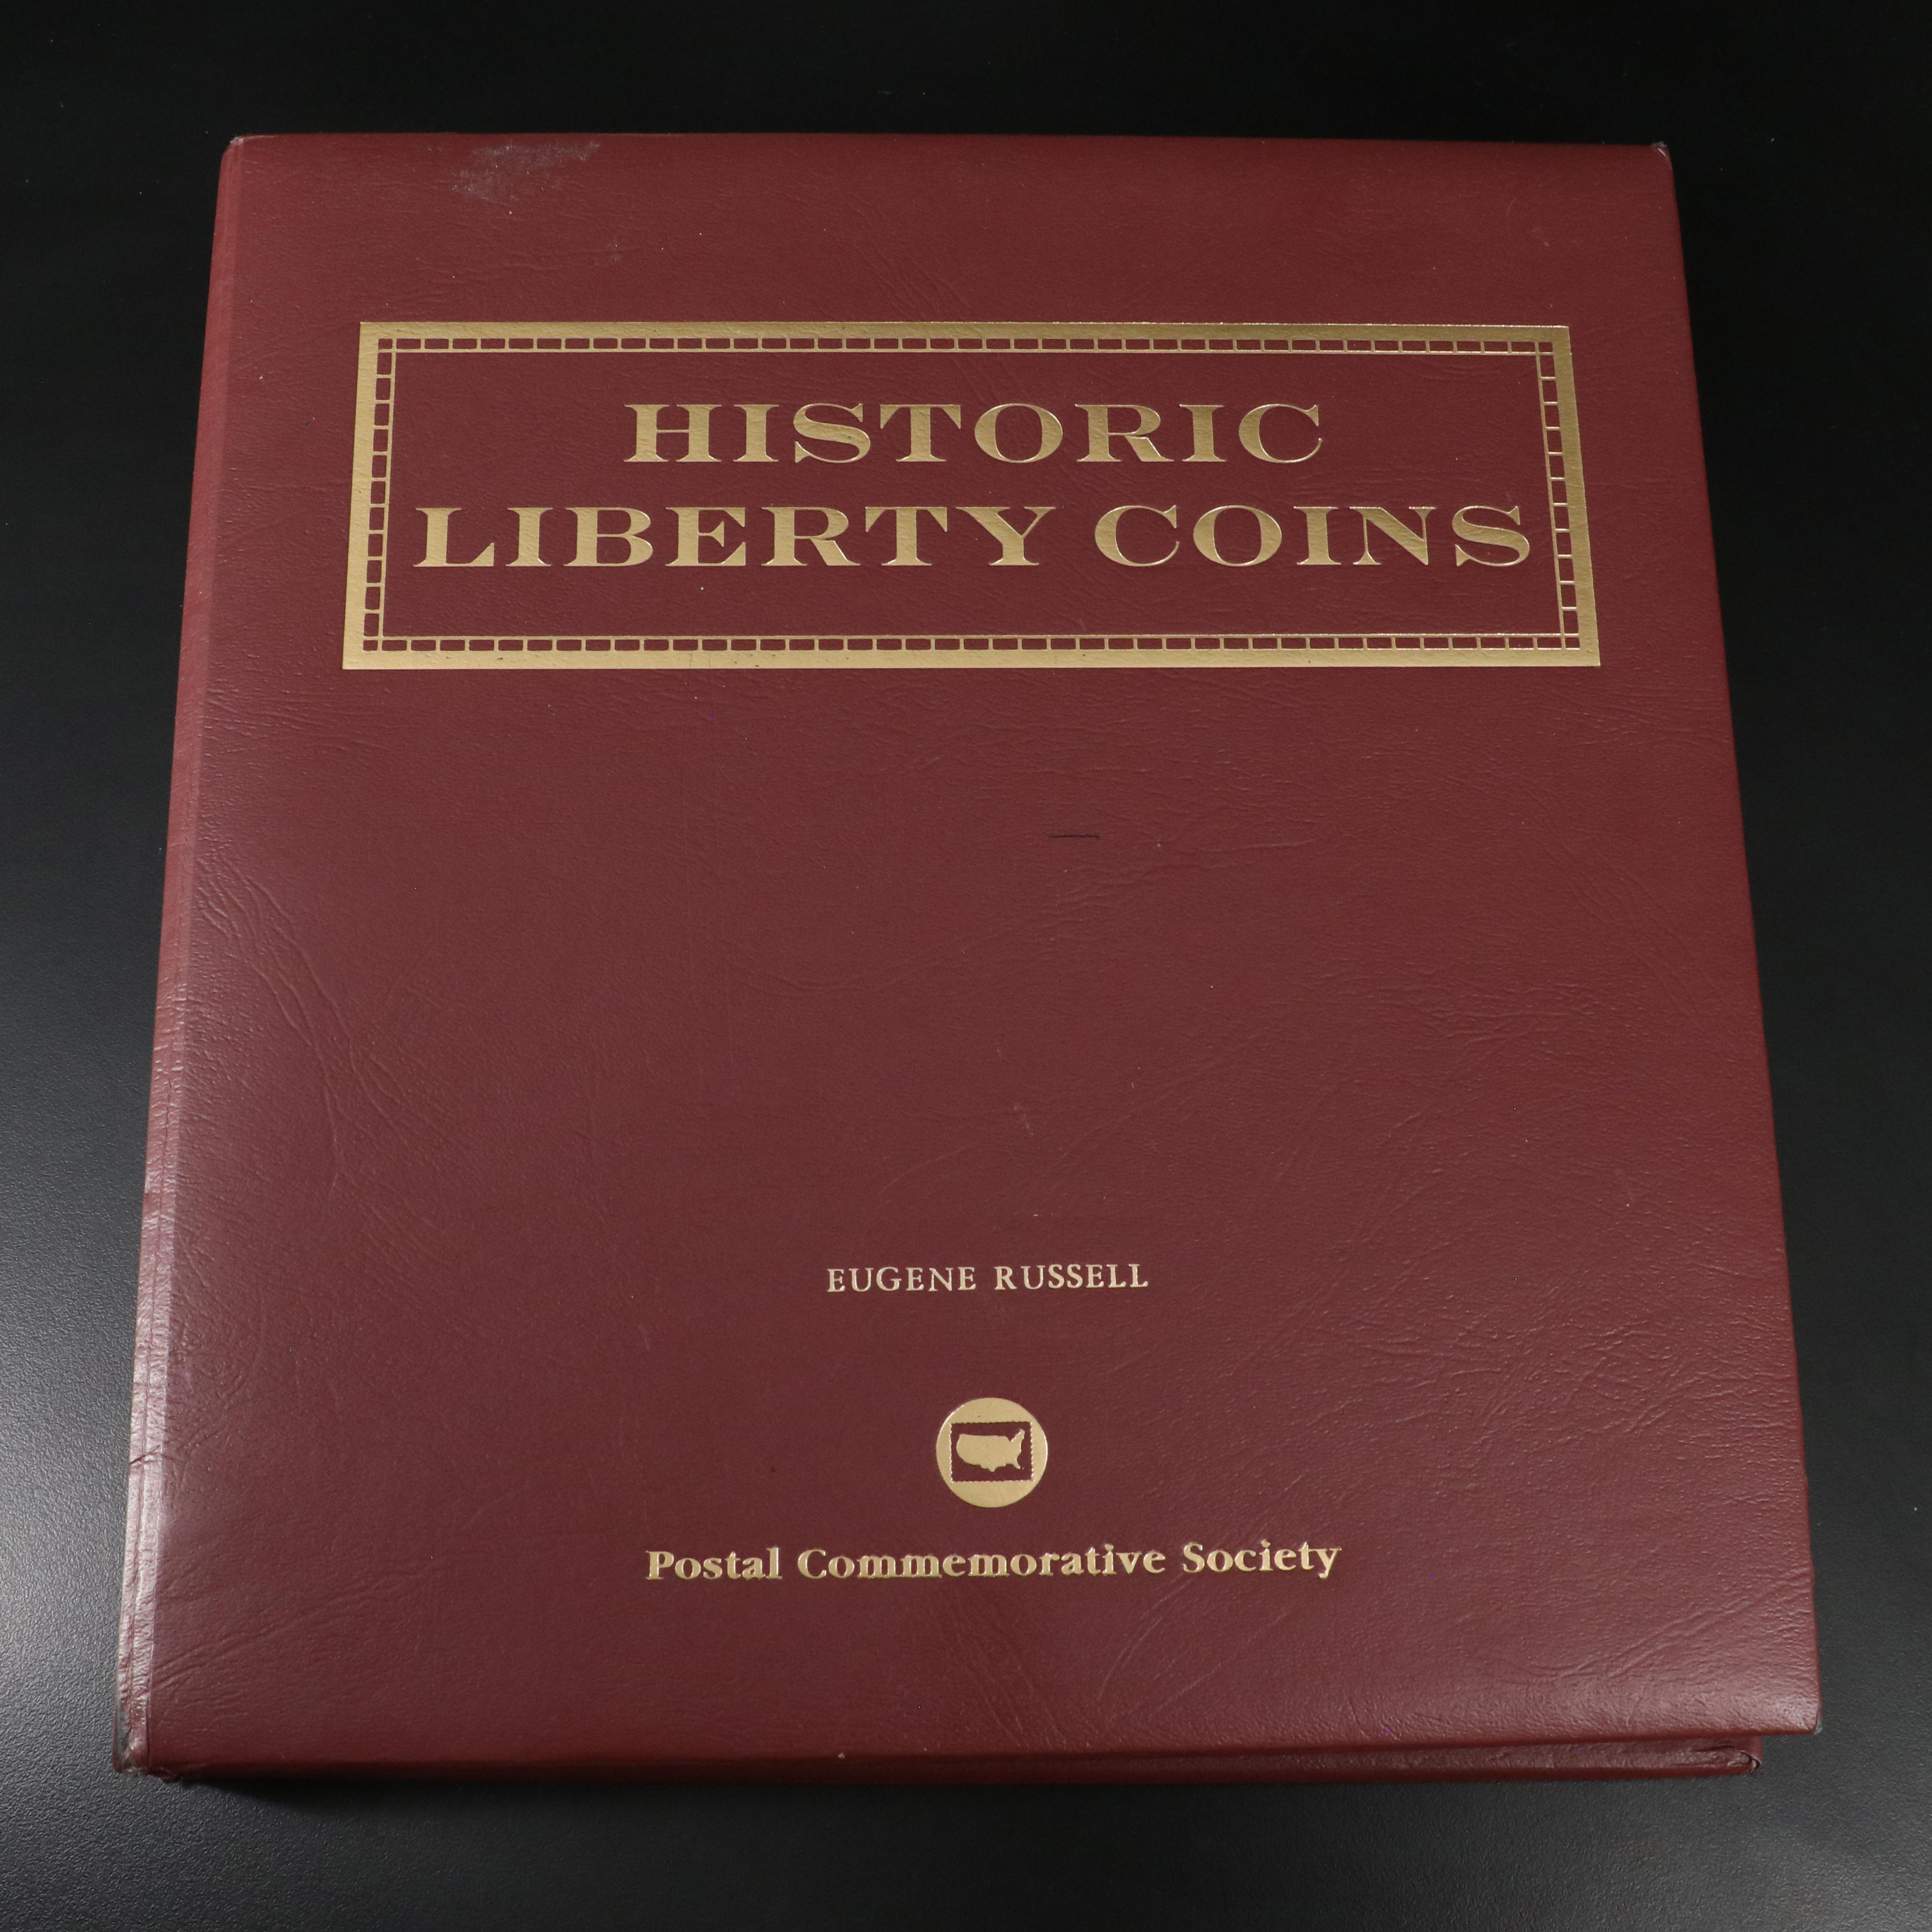 HISTORIC
LIBERTY COINS
EUGENE RUSSELL
Postal Commemorative Society